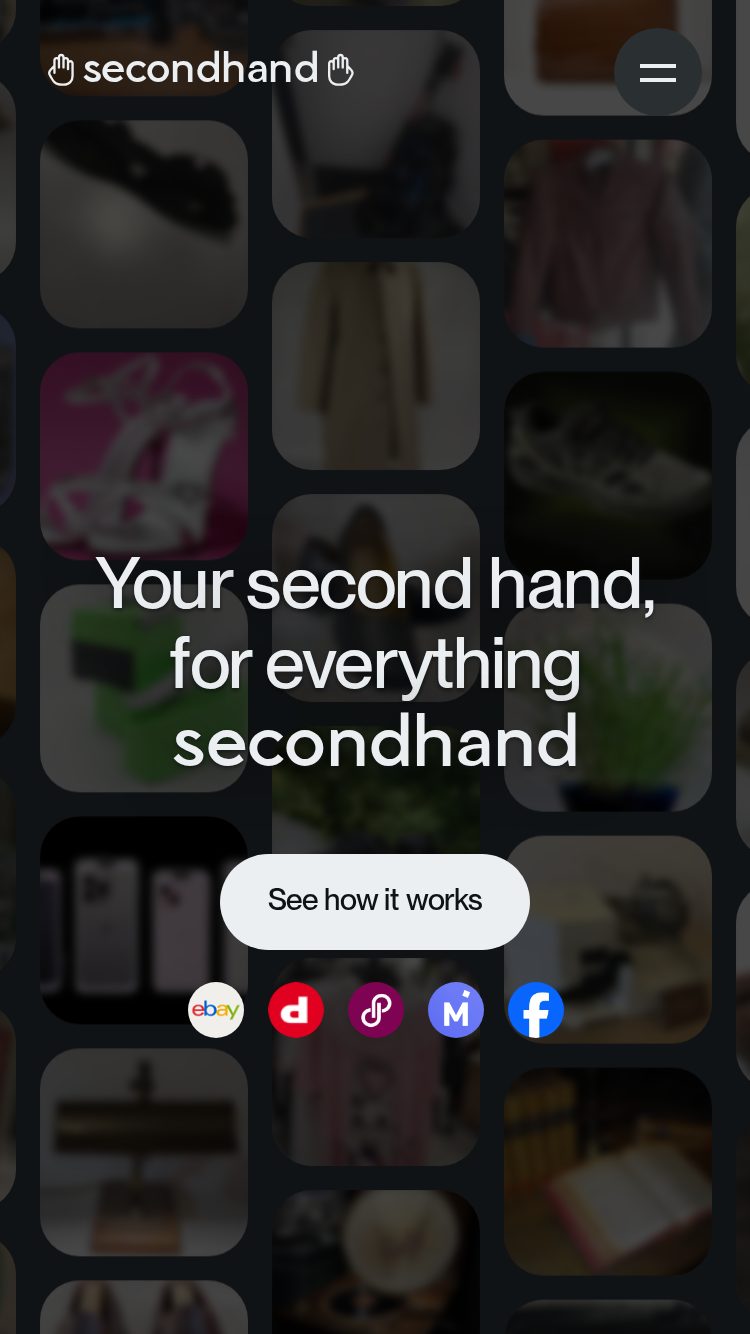 secondhand
Your second hand,
for everything
secondhand
See how it works
ebay